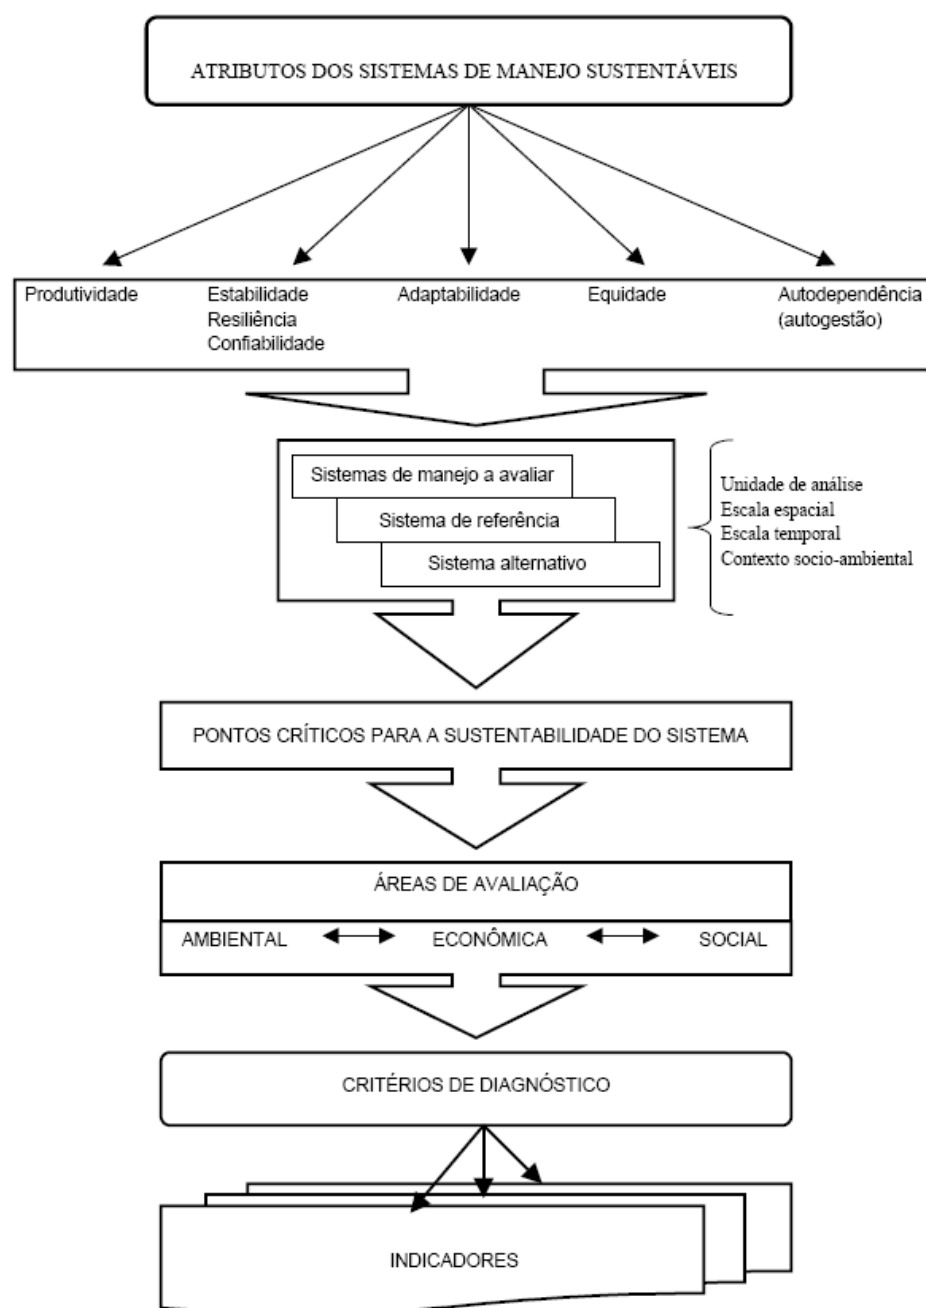 ATRIBUTOS DOS SISTEMAS DE MANEJO SUSTENTÁVEIS
Produtividade
Estabilidade
Resiliência
Confiabilidade
Adaptabilidade
Equidade
Autodependência
(autogestão)
Sistemas de manejo a avaliar
Sistema de referência
Sistema alternativo
Unidade de análise
Escala espacial
Escala temporal
Contexto socio-ambiental
PONTOS CRÍTICOS PARA A SUSTENTABILIDADE DO SISTEMA
ÁREAS DE AVALIAÇÃO
AMBIENTAL
ECONÔMICA
SOCIAL
CRITÉRIOS DE DIAGNÓSTICO
INDICADORES